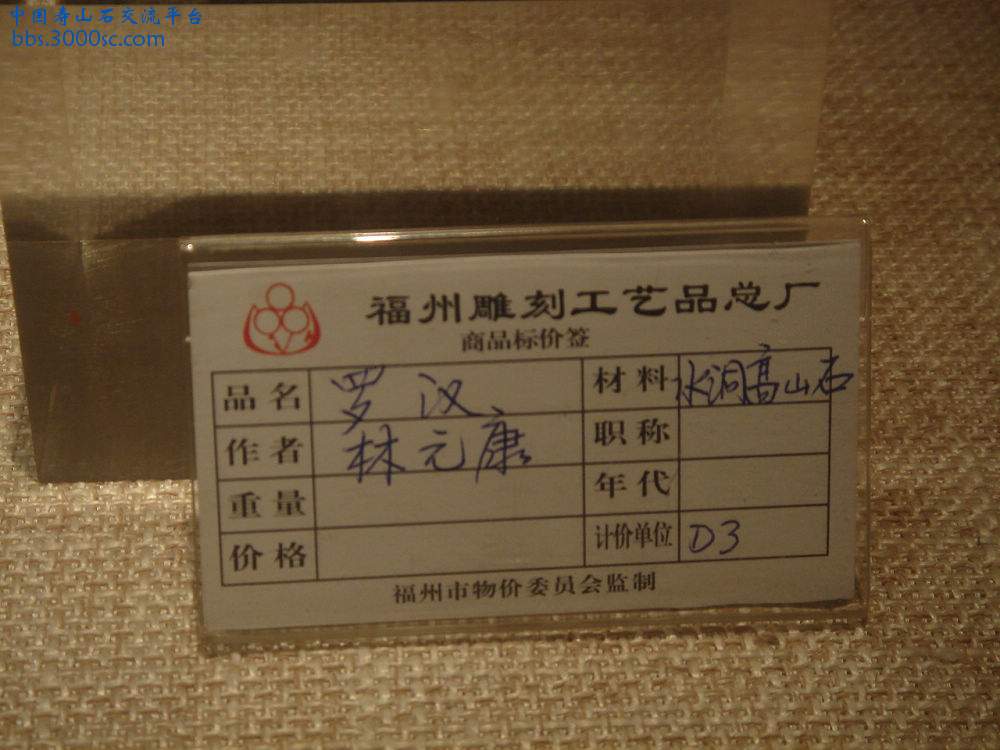 中国寿山石交流平台
bbs.3000sc.com
福州雕刻工艺品总厂
商品标价签
品名 罗汉 材料 水洞高山石
作者 林元康 职称
重量 年代
价格 计价单位 D3
福州市物价委员会监制